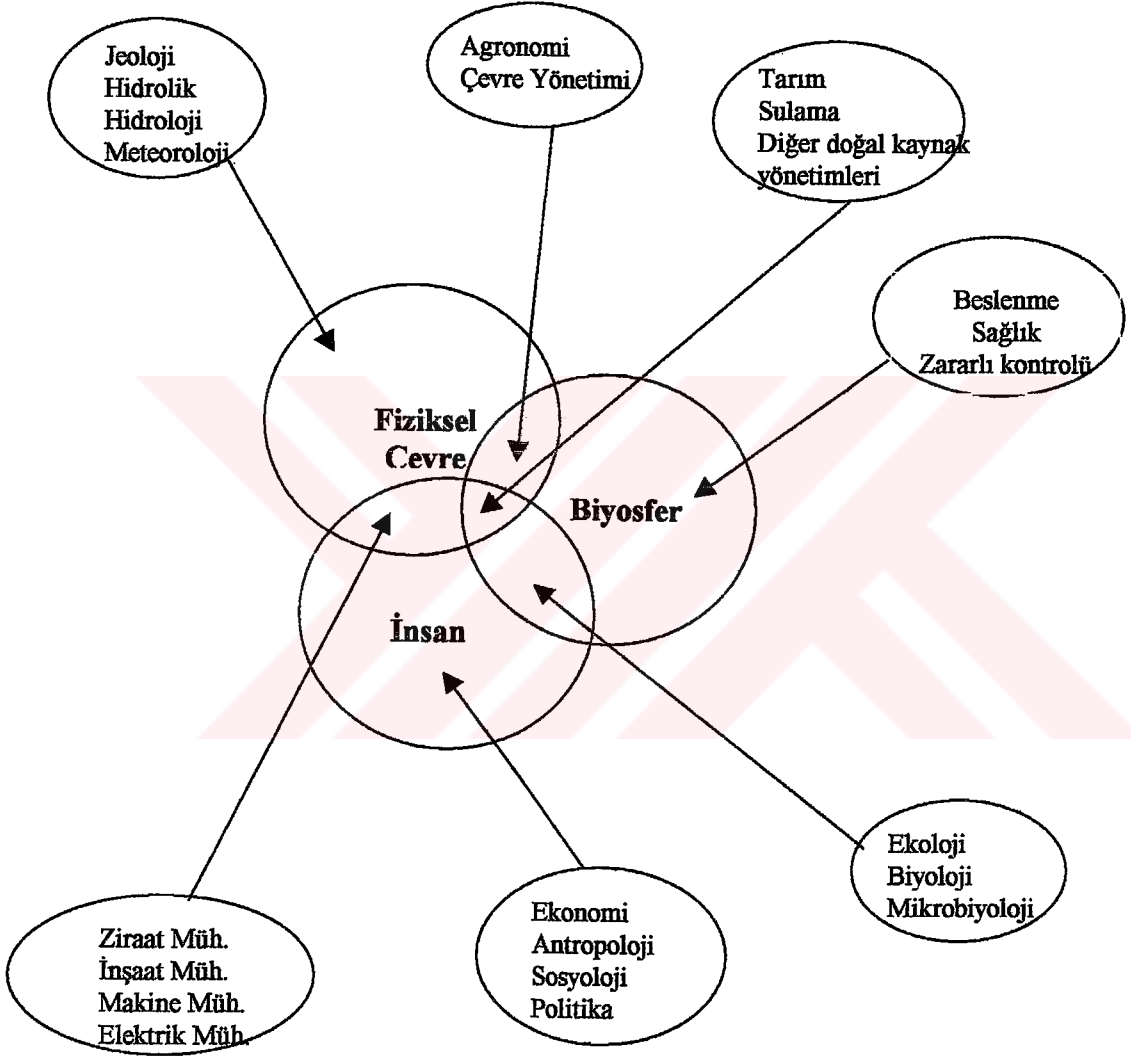 Jeoloji
Hidrolik
Hidroloji
Meteoroloji
Agronomi
Çevre Yönetimi
Tarım
Sulama
Diğer doğal kaynak
yönetimleri
Beslenme
Sağlık
Zararlı kontrolü
Fiziksel
Çevre
Biyosfer
İnsan
Ekoloji
Biyoloji
Mikrobiyoloji
Ekonomi
Antropoloji
Sosyoloji
Politika
Ziraat Müh.
İnşaat Müh.
Makine Müh.
Elektrik Müh.